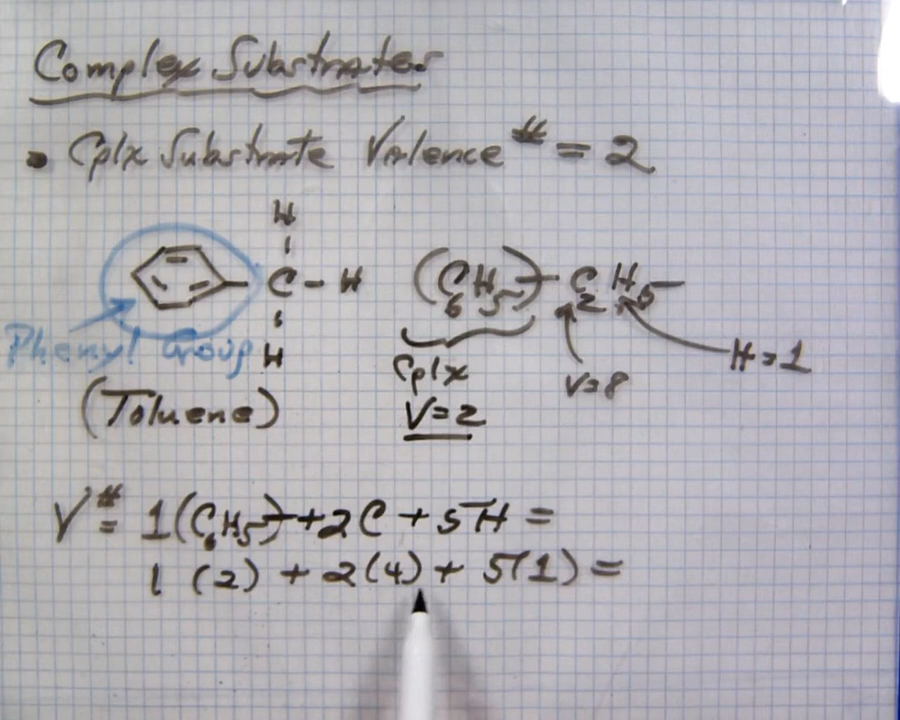 Complex Substrates
• Cplx Substrate Valence # = 2
H
C - H
H
Phenyl Group
(Toluene)
(C6H5)-C2H5
Cplx
V=2
V=8
H=1
V# = 1(C6H5)+2C+5H =
1(2) + 2(4) + 5(1) =